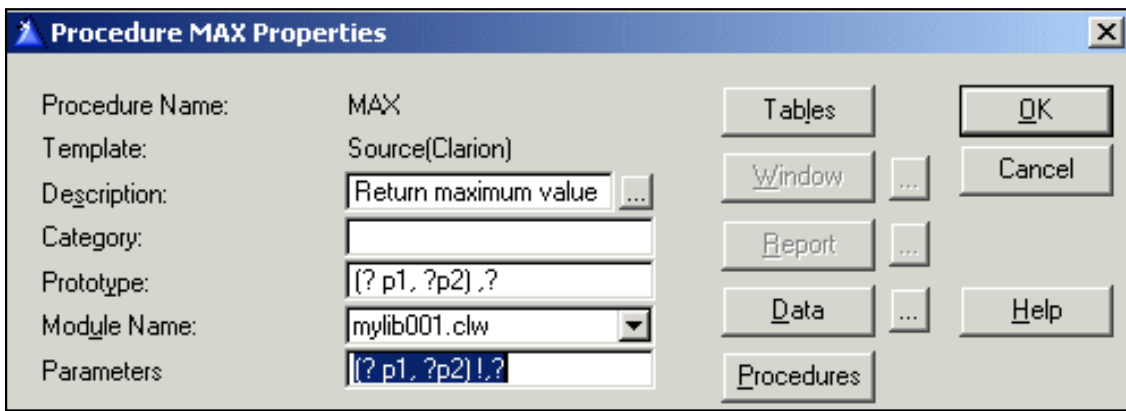 Procedure MAX Properties
Procedure Name: MAX Tables OK
Template: Source(Clarion)
Description: Return maximum value ... Window ... Cancel
Category:
Prototype: (? p1, ?p2) ,? Report ...
Module Name: mylib001.clw Data ... Help
Parameters (? p1, ?p2) !,? Procedures